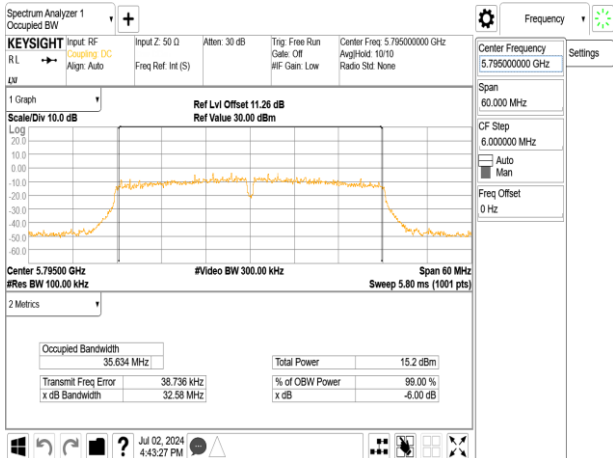 Spectrum Analyzer 1
Occupied BW
Frequency
KEYSIGHT
Input: RF
Coupling: DC
Align: Auto
Input Z: 50 Ω
Freq Ref: Int (S)
Atten: 30 dB
Trig: Free Run
Gate: Off
#IF Gain: Low
Center Freq: 5.795000000 GHz
Avg|Hold: 10/10
Radio Std: None
RL
LXI
Center Frequency
5.795000000 GHz
Settings
Span
60.000 MHz
CF Step
6.000000 MHz
Auto
Man
Freq Offset
0 Hz
1 Graph
Scale/Div 10.0 dB
Ref Lvl Offset 11.26 dB
Ref Value 30.00 dBm
Log
20.0
10.0
0.00
-10.0
-20.0
-30.0
-40.0
-50.0
-60.0
Center 5.79500 GHz
#Video BW 300.00 kHz
Span 60 MHz
#Res BW 100.00 kHz
Sweep 5.80 ms (1001 pts)
2 Metrics
Occupied Bandwidth
35.634 MHz
Total Power 15.2 dBm
Transmit Freq Error 38.736 kHz
% of OBW Power 99.00 %
x dB Bandwidth 32.58 MHz
x dB -6.00 dB
Jul 02, 2024
4:43:27 PM